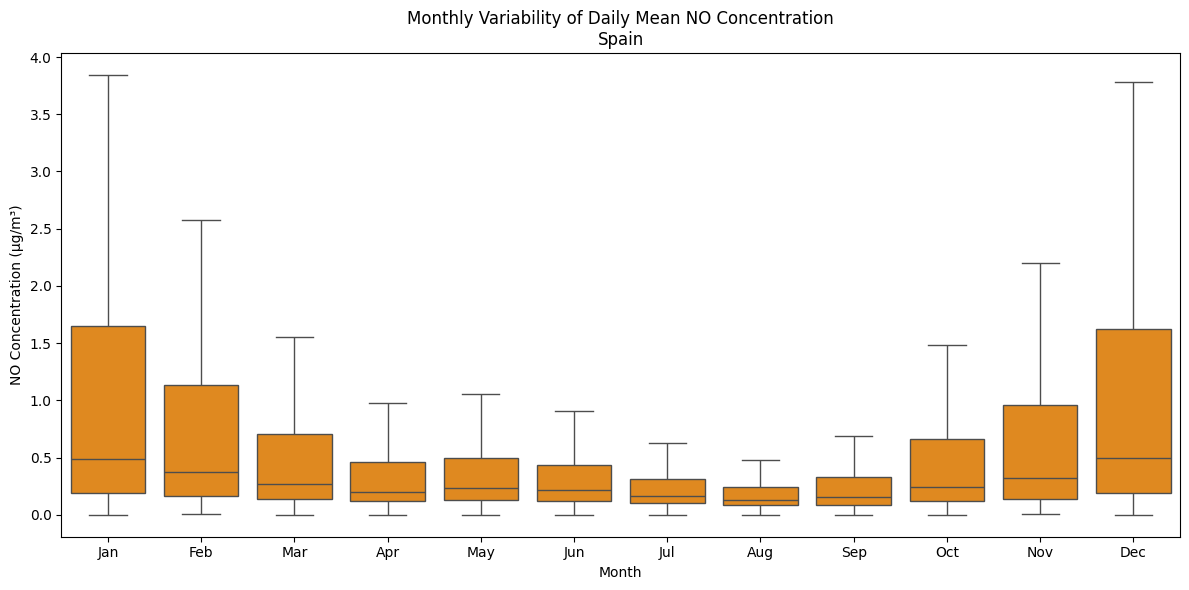 Monthly Variability of Daily Mean NO Concentration
Spain
NO Concentration (µg/m³)
4.0
3.5
3.0
2.5
2.0
1.5
1.0
0.5
0.0
Jan Feb Mar Apr May Jun Jul Aug Sep Oct Nov Dec
Month